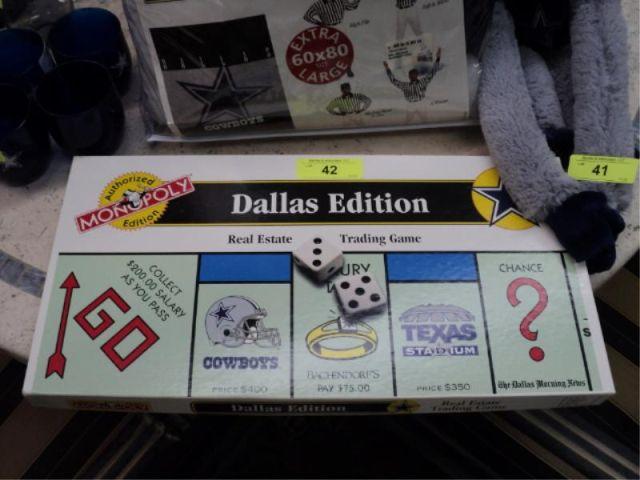 EXTRA
60x80
LARGE
COWBOYS
42
41
Authorized
MONOPOLY
Edition
Dallas Edition
Real Estate Trading Game
COLLECT
$200.00 SALARY
AS YOU PASS
GO
COWBOYS
PRICE $400
URY
BACHENDORF'S
PAY $75.00
TEXAS
STADIUM
PRICE $350
CHANCE
?
The Dallas Morning News
Dallas Edition
Real Estate
Trading Game